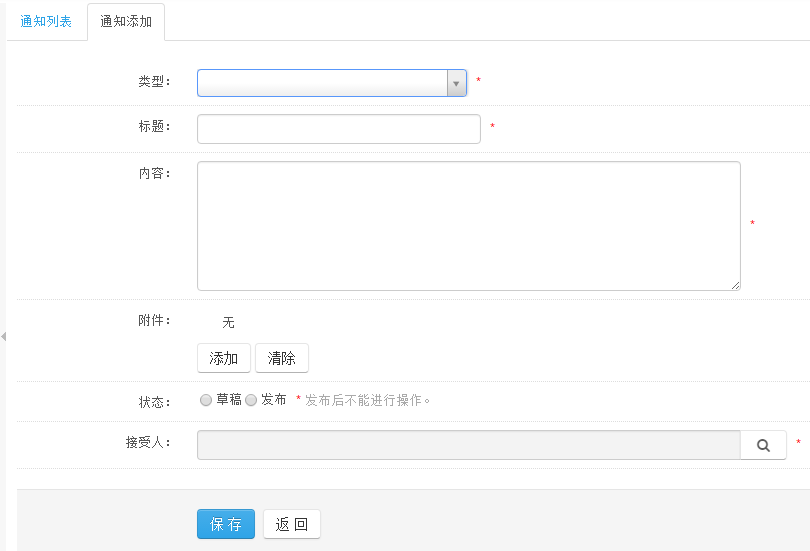 通知列表 通知添加
类型: *
标题: *
内容: *
附件: 无
添加 清除
状态: 草稿 发布 * 发布后不能进行操作。
接受人: *
保 存 返 回